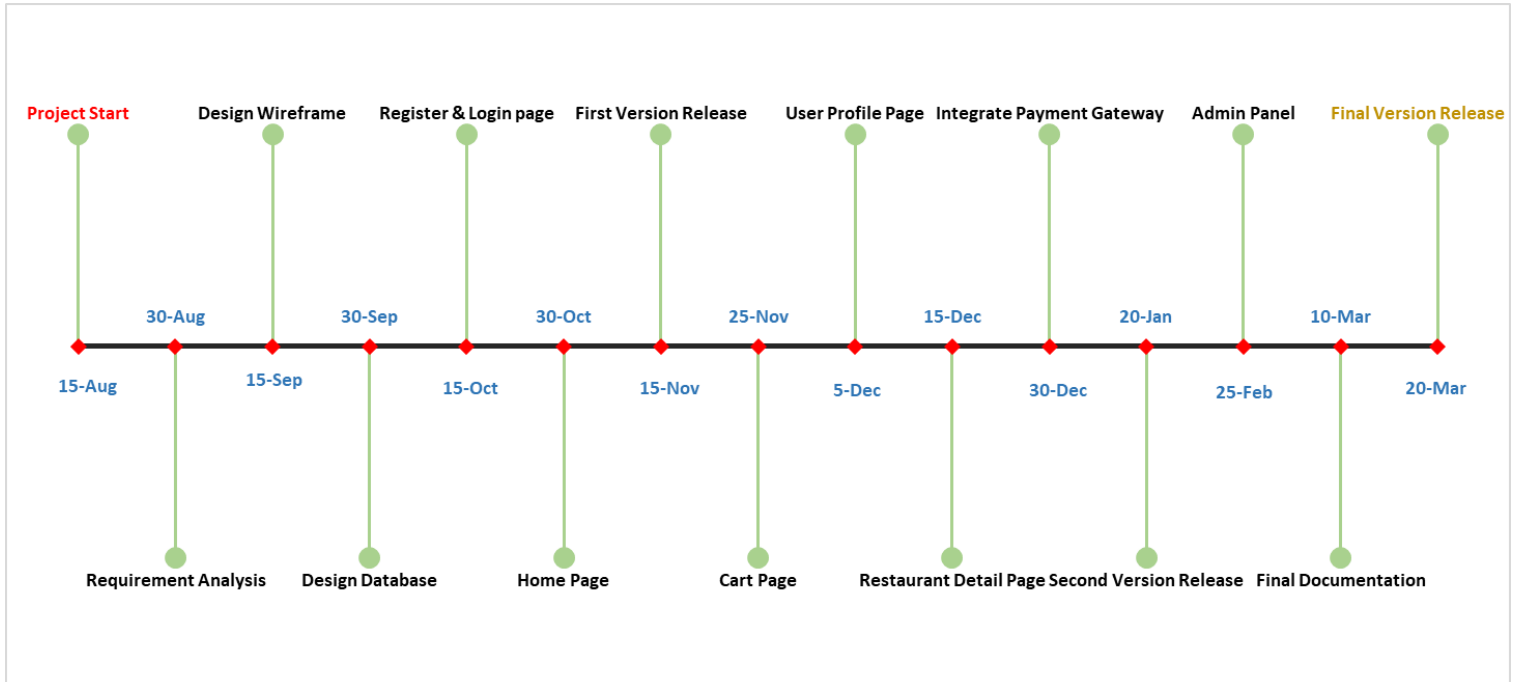 Project Start
Design Wireframe
Register & Login page
First Version Release
User Profile Page
Integrate Payment Gateway
Admin Panel
Final Version Release
30-Aug
30-Sep
30-Oct
25-Nov
15-Dec
20-Jan
10-Mar
15-Aug
15-Sep
15-Oct
15-Nov
5-Dec
30-Dec
25-Feb
20-Mar
Requirement Analysis
Design Database
Home Page
Cart Page
Restaurant Detail Page
Second Version Release
Final Documentation